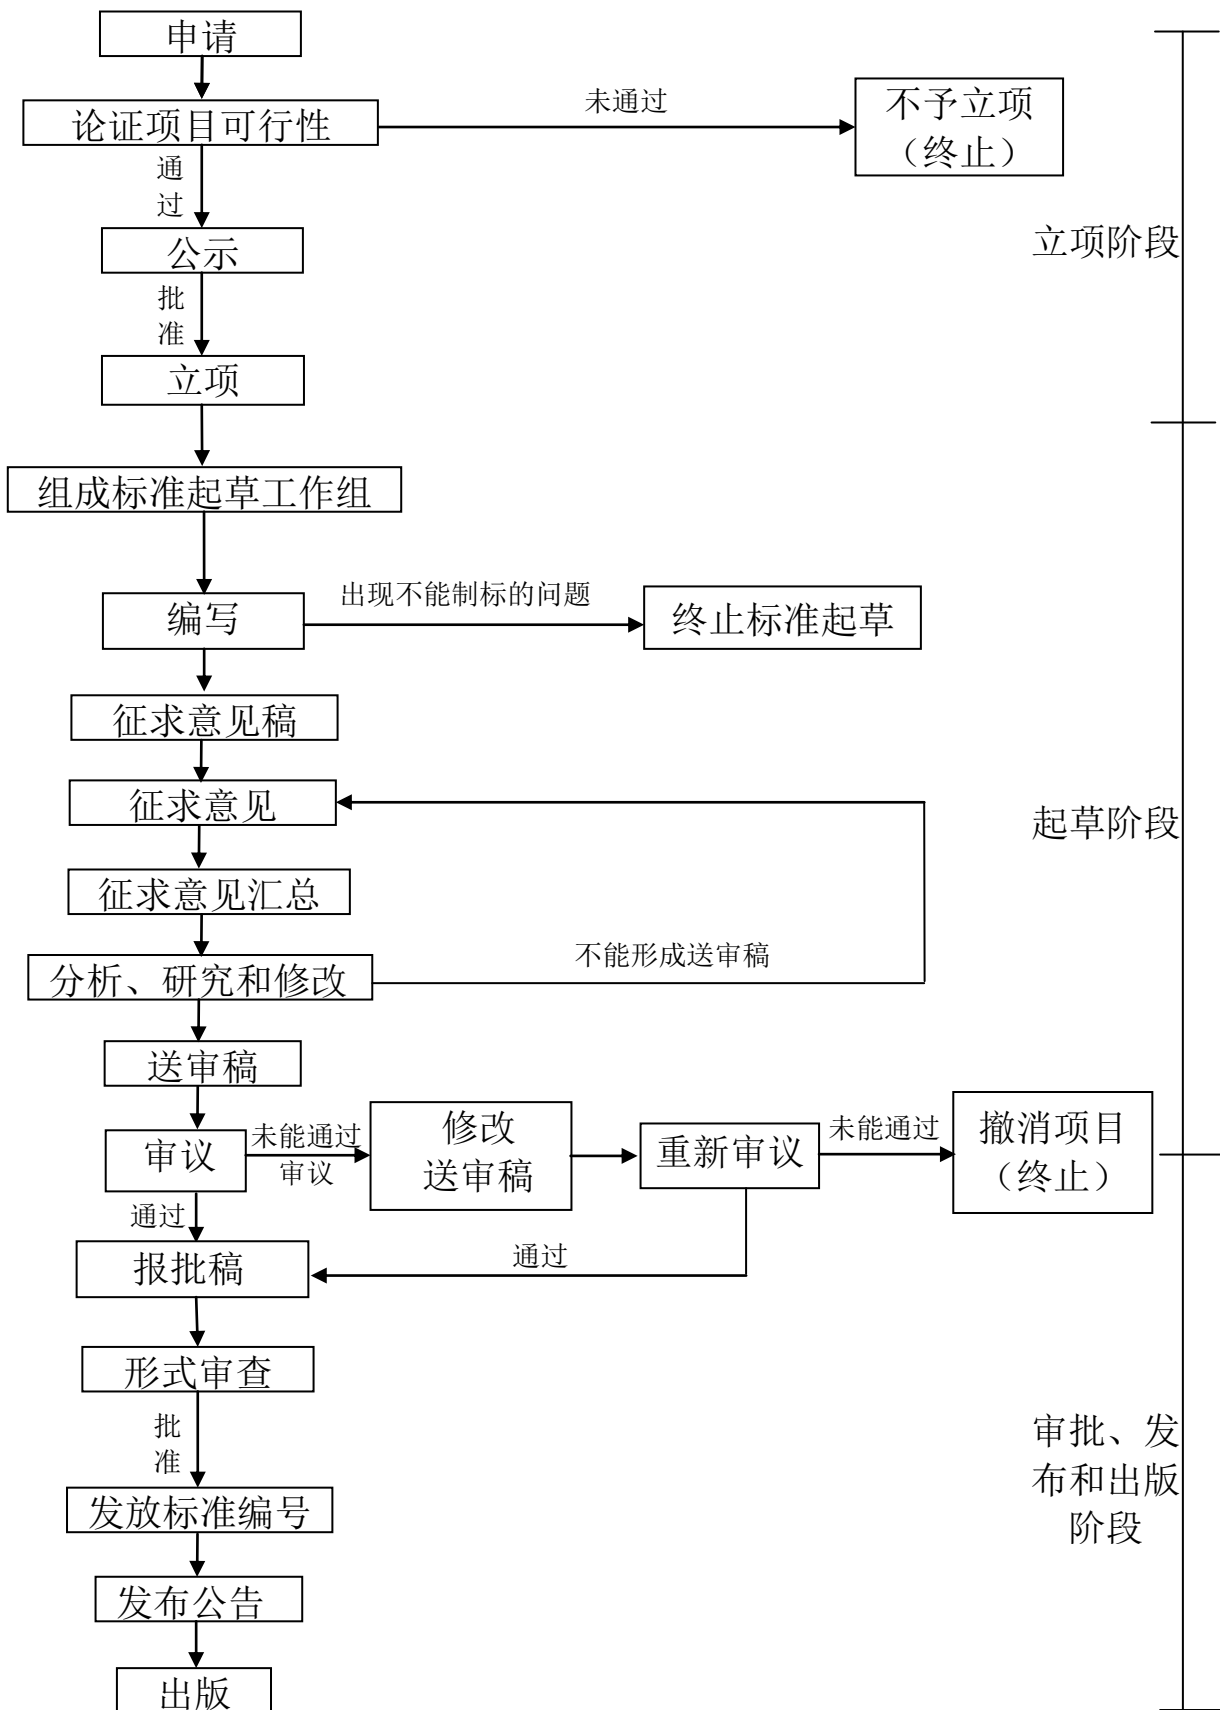 申请
论证项目可行性
未通过
不予立项
（终止）
通
过
公示
立项阶段
批
准
立项
组成标准起草工作组
编写
出现不能制标的问题
终止标准起草
征求意见稿
征求意见
起草阶段
征求意见汇总
分析、研究和修改
不能形成送审稿
送审稿
审议
未能通过
审议
修改
送审稿
重新审议
未能通过
撤消项目
（终止）
通过
报批稿
通过
形式审查
批
准
审批、发
布和出版
阶段
发放标准编号
发布公告
出版